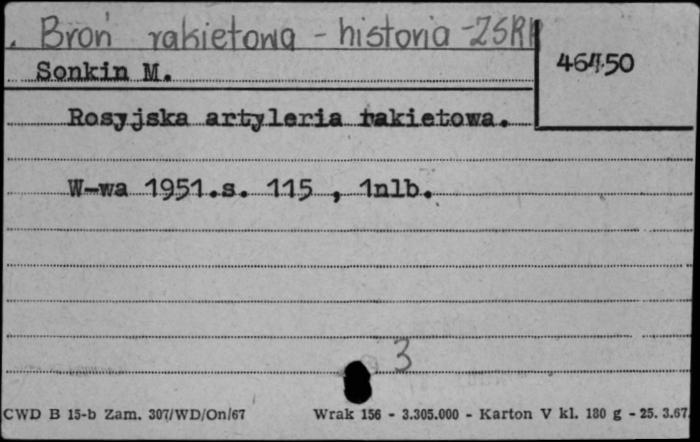 Broń rakietowa - historia - ZSRR
46450
Sonkin M.
Rosyjska artyleria rakietowa.
W-wa 1951.s. 115 , 1nlb.
3
CWD B 15-b Zam. 307/WD/On/67 Wrak 156 - 3.305.000 - Karton V kl. 180 g - 25. 3.67.